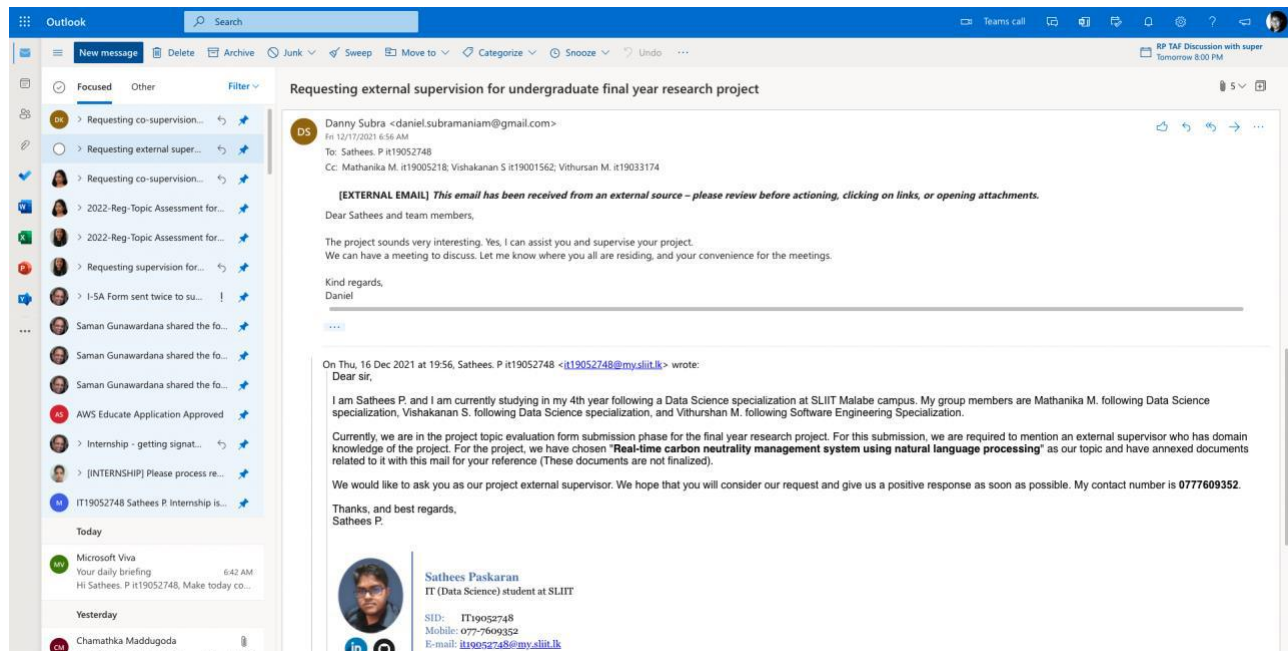 Outlook
Search
Teams call
New message
Delete
Archive
Junk
Sweep
Move to
Categorize
Snooze
Undo
RP TAF Discussion with super
Tomorrow 8:00 PM
Focused
Other
Filter
DK
Requesting co-supervision...
Requesting external super...
Requesting co-supervision...
2022-Reg-Topic Assessment for...
2022-Reg-Topic Assessment for...
Requesting supervision for...
I-5A Form sent twice to su...
Saman Gunawardana shared the fo...
Saman Gunawardana shared the fo...
Saman Gunawardana shared the fo...
AS
AWS Educate Application Approved
Internship - getting signat...
[INTERNSHIP] Please process re...
M
IT19052748 Sathees P. Internship is...
Today
MV
Microsoft Viva
Your daily briefing 6:42 AM
Hi Sathees. P it19052748, Make today co...
Yesterday
CM
Chamathka Maddugoda
Requesting external supervision for undergraduate final year research project
5
DS
Danny Subra <daniel.subramaniam@gmail.com>
Fri 12/17/2021 6:56 AM
To: Sathees. P it19052748
Cc: Mathanika M. it19005218; Vishakanan S it19001562; Vithursan M. it19033174
[EXTERNAL EMAIL] This email has been received from an external source – please review before actioning, clicking on links, or opening attachments.
Dear Sathees and team members,
The project sounds very interesting. Yes, I can assist you and supervise your project.
We can have a meeting to discuss. Let me know where you all are residing, and your convenience for the meetings.
Kind regards,
Daniel
...
On Thu, 16 Dec 2021 at 19:56, Sathees. P it19052748 <it19052748@my.sliit.lk> wrote:
Dear sir,
I am Sathees P. and I am currently studying in my 4th year following a Data Science specialization at SLIIT Malabe campus. My group members are Mathanika M. following Data Science
specialization, Vishakanan S. following Data Science specialization, and Vithurshan M. following Software Engineering Specialization.
Currently, we are in the project topic evaluation form submission phase for the final year research project. For this submission, we are required to mention an external supervisor who has domain
knowledge of the project. For the project, we have chosen "Real-time carbon neutrality management system using natural language processing" as our topic and have annexed documents
related to it with this mail for your reference (These documents are not finalized).
We would like to ask you as our project external supervisor. We hope that you will consider our request and give us a positive response as soon as possible. My contact number is 0777609352.
Thanks, and best regards,
Sathees P.
Sathees Paskaran
IT (Data Science) student at SLIIT
SID: IT19052748
Mobile: 077-7609352
E-mail: it19052748@my.sliit.lk
in